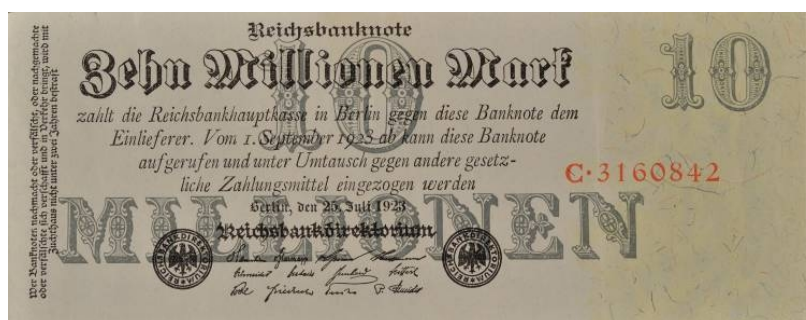 Reichsbanknote
Zehn Millionen Mark
zahlt die Reichsbankhauptkasse in Berlin gegen diese Banknote dem
Einlieferer. Vom 1. September 1923 ab kann diese Banknote
aufgerufen und unter Umtausch gegen andere gesetz-
liche Zahlungsmittel eingezogen werden
Berlin, den 25. Juli 1923
Reichsbankdirektorium
10
MILLIONEN
10
C·3160842
Wer Banknoten nachmacht oder verfälscht, oder nachgemachte
oder verfälschte sich verschafft und in Verkehr bringt, wird mit
Zuchthaus nicht unter zwei Jahren bestraft
REICHSBANKDIREKTORIUM
REICHSBANKDIREKTORIUM